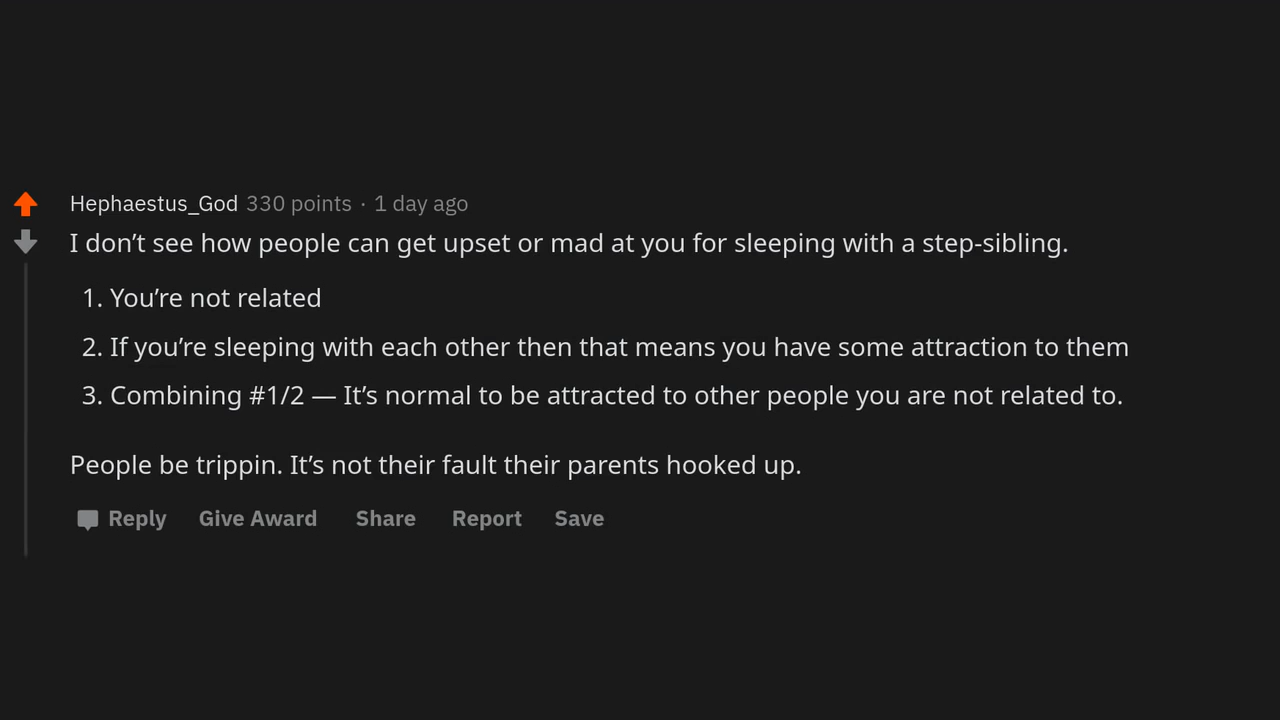 Hephaestus_God 330 points · 1 day ago
I don’t see how people can get upset or mad at you for sleeping with a step-sibling.
1. You’re not related
2. If you’re sleeping with each other then that means you have some attraction to them
3. Combining #1/2 — It’s normal to be attracted to other people you are not related to.
People be trippin. It’s not their fault their parents hooked up.
Reply Give Award Share Report Save